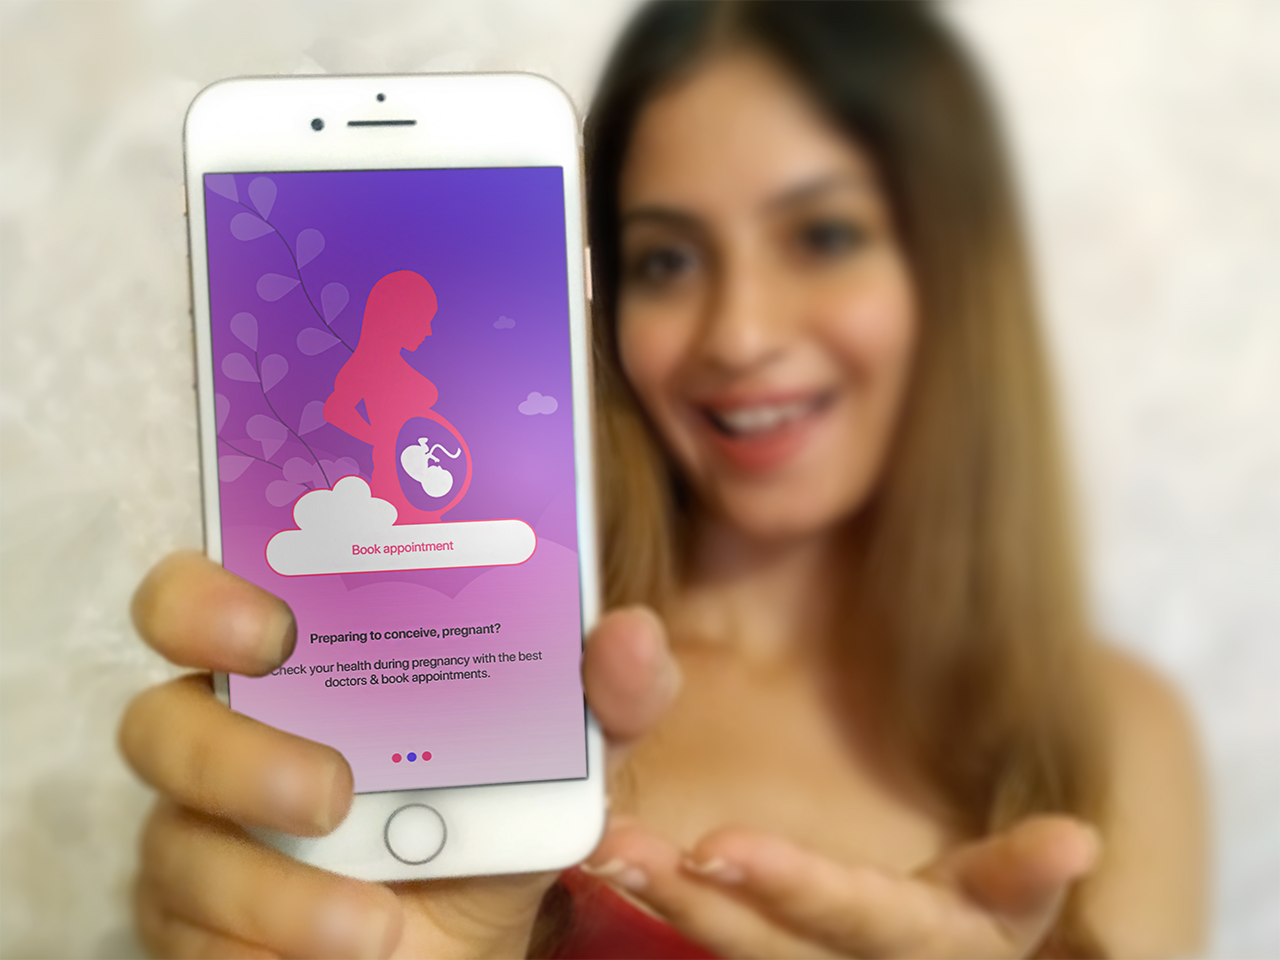 Book appointment
Preparing to conceive, pregnant?
Check your health during pregnancy with the best
doctors & book appointments.